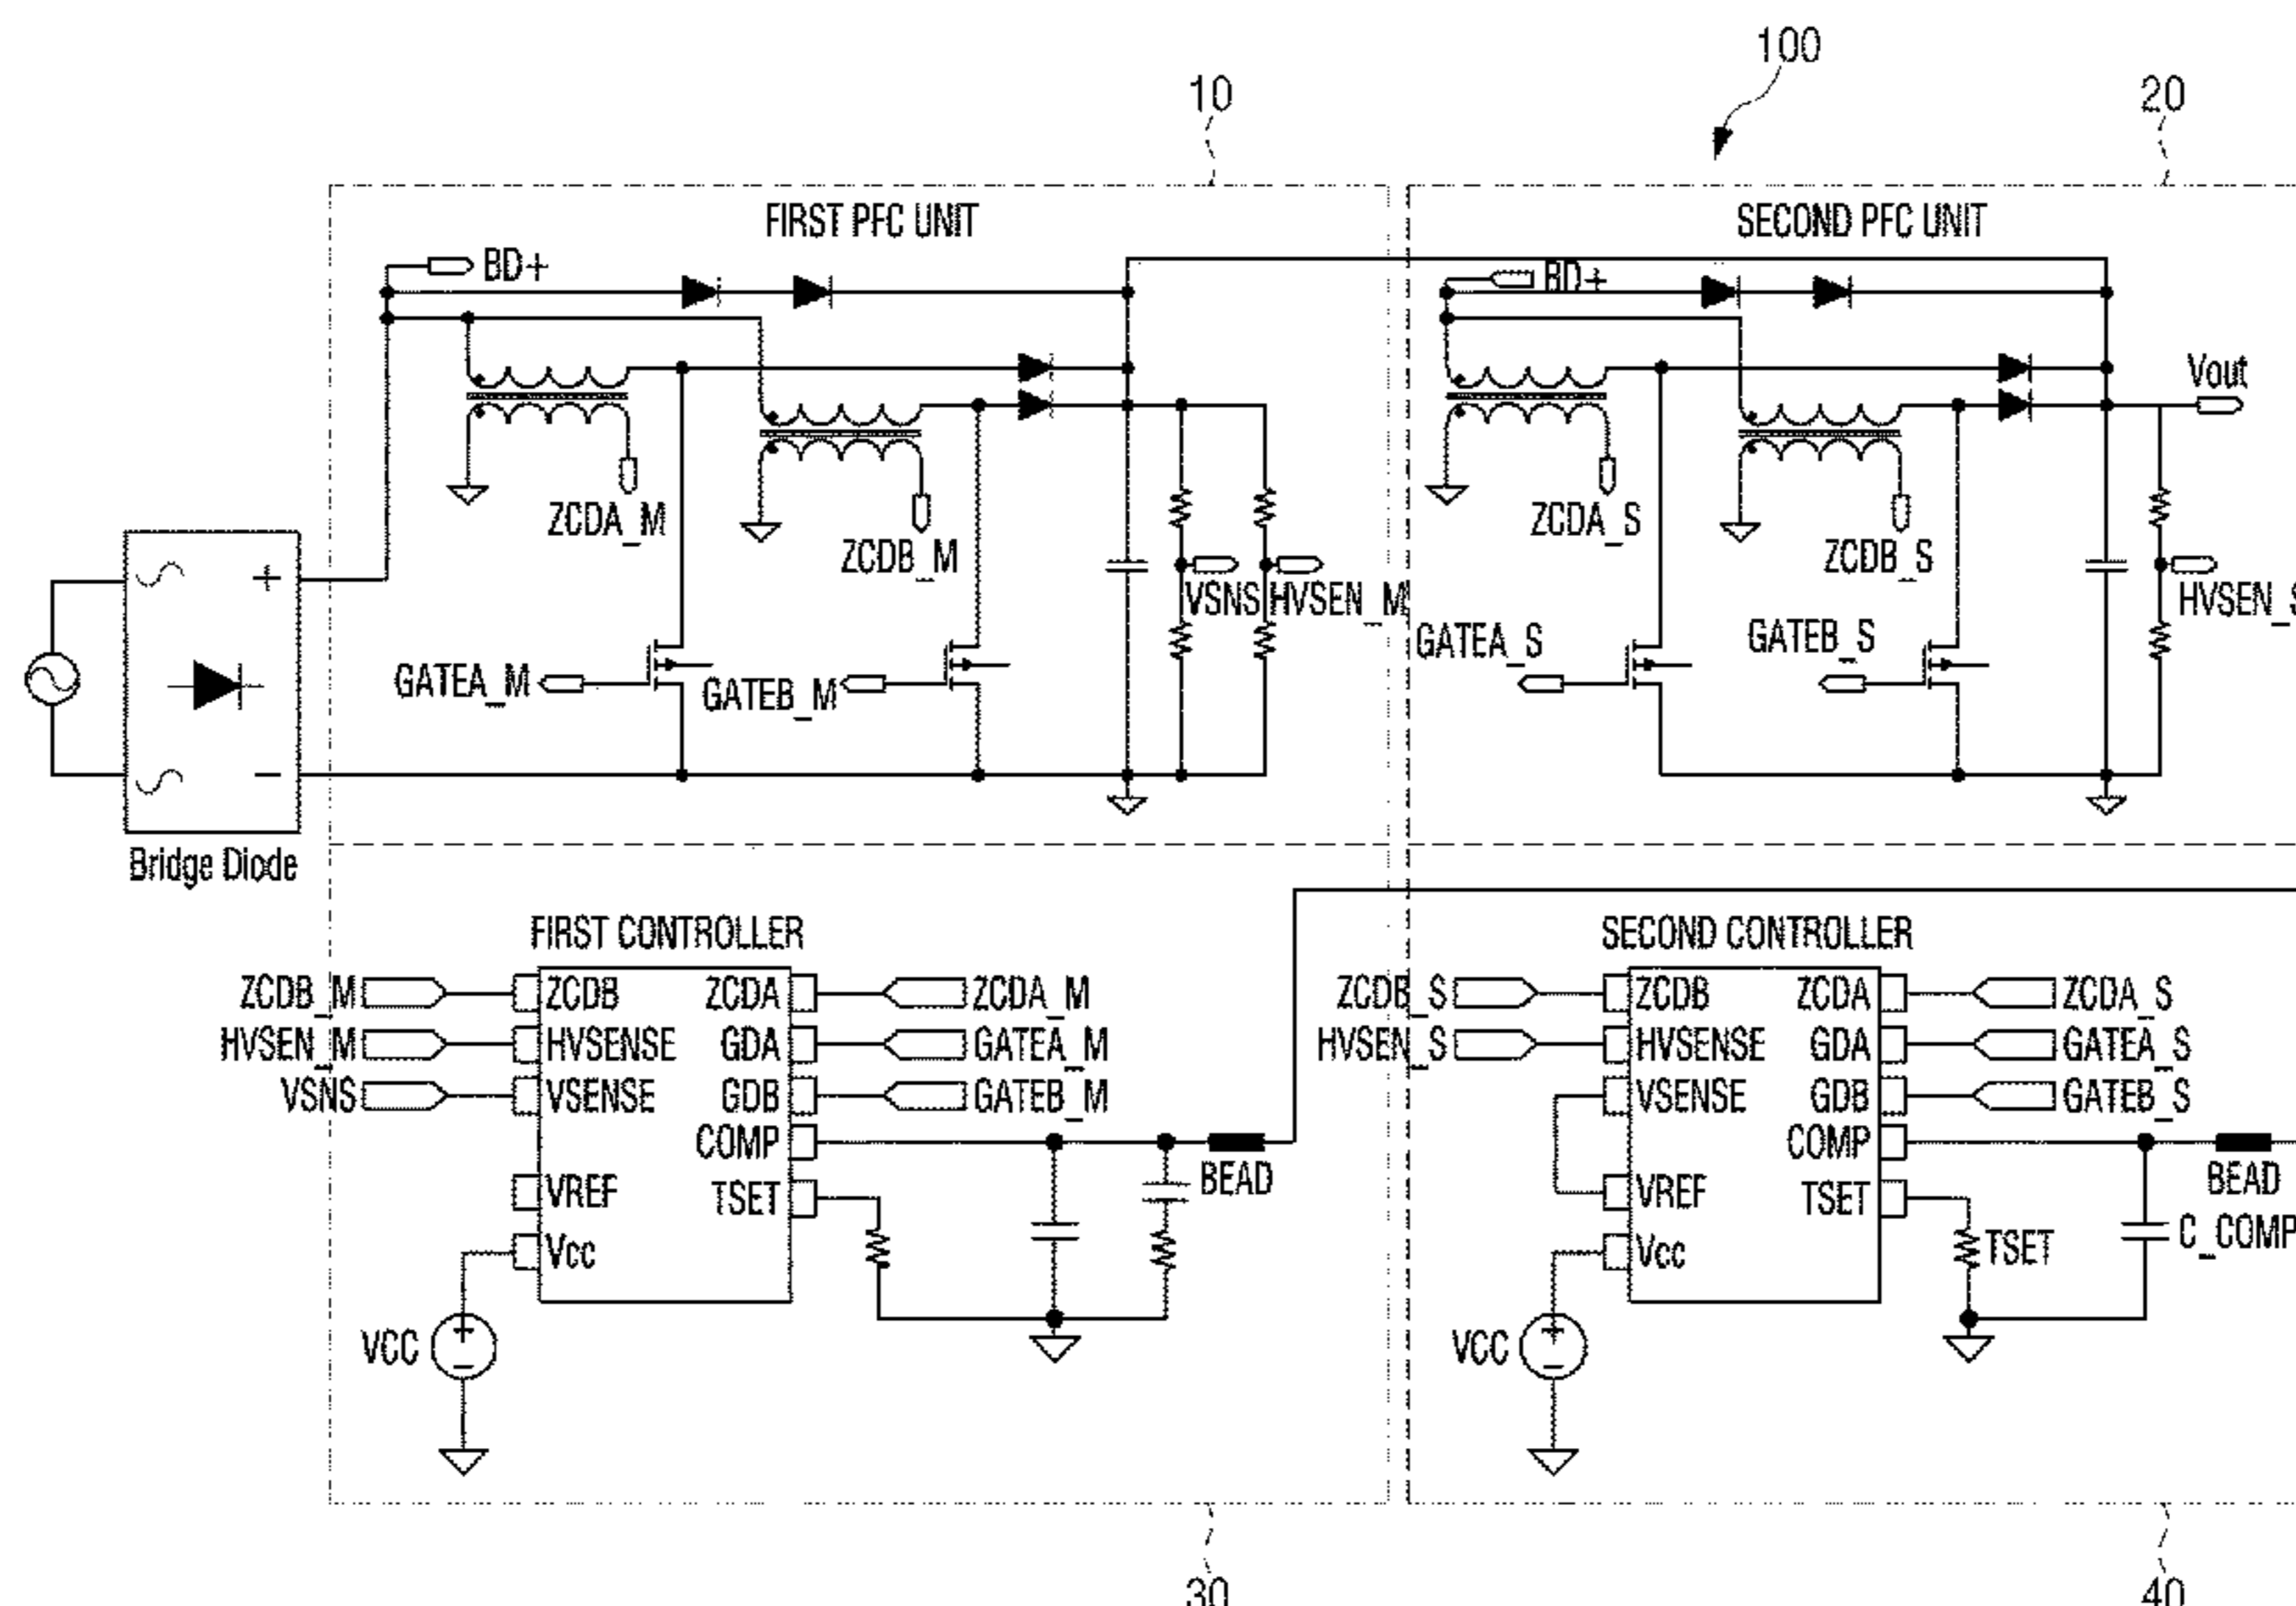 100
10
20
FIRST PFC UNIT
SECOND PFC UNIT
BD+
BD+
Vout
ZCDA_M
ZCDB_M
VSNS
HVSEN_M
ZCDA_S
ZCDB_S
HVSEN_S
GATEA_M
GATEB_M
GATEA_S
GATEB_S
+
−
Bridge Diode
FIRST CONTROLLER
SECOND CONTROLLER
ZCDB_M
ZCDB
ZCDA
ZCDA_M
HVSEN_M
HVSENSE
GDA
GATEA_M
VSNS
VSENSE
GDB
GATEB_M
COMP
BEAD
VREF
TSET
Vcc
VCC
+
−
ZCDB_S
ZCDB
ZCDA
ZCDA_S
HVSEN_S
HVSENSE
GDA
GATEA_S
VSENSE
GDB
GATEB_S
COMP
BEAD
VREF
TSET
TSET
C_COMP
Vcc
VCC
+
−
30
40